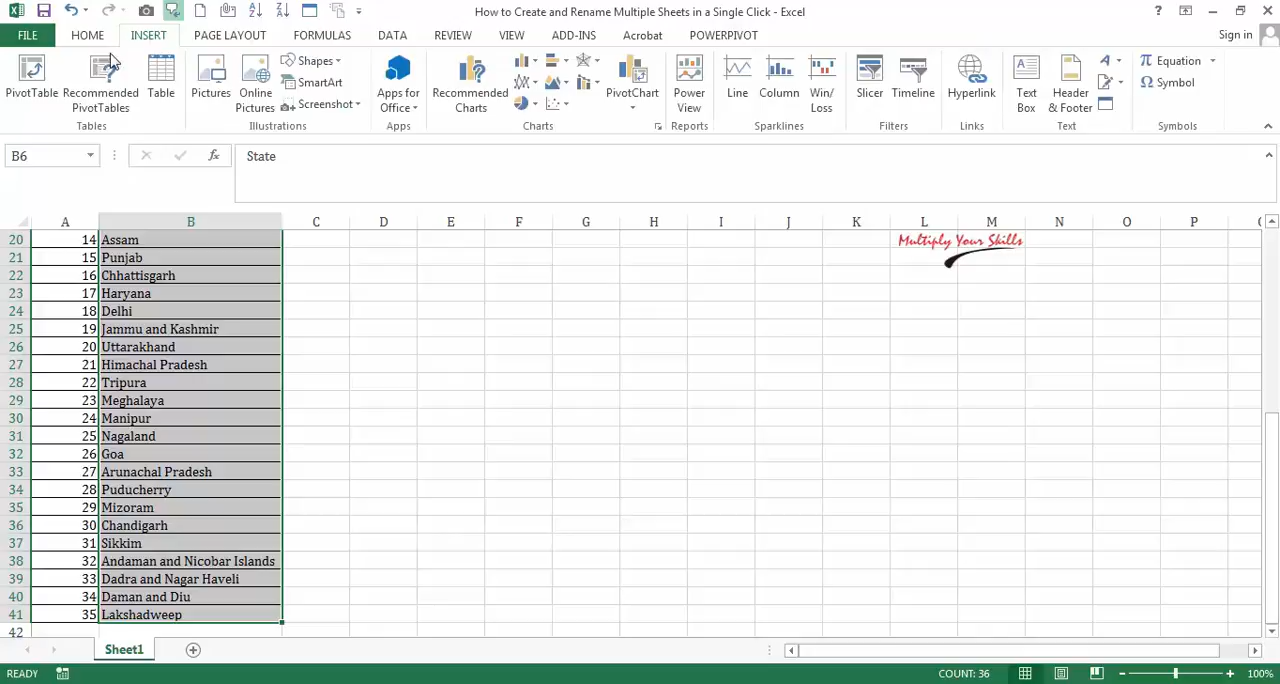 How to Create and Rename Multiple Sheets in a Single Click - Excel
?
FILE HOME INSERT PAGE LAYOUT FORMULAS DATA REVIEW VIEW ADD-INS Acrobat POWERPIVOT Sign in
PivotTable
Recommended
PivotTables
Table
Tables
Pictures
Online
Pictures
Shapes
SmartArt
Screenshot
Illustrations
Apps for
Office
Apps
Recommended
Charts
PivotChart
Charts
Power
View
Reports
Line
Column
Win/
Loss
Sparklines
Slicer
Timeline
Filters
Hyperlink
Links
Text
Box
Header
& Footer
Text
Equation
Symbol
Symbols
B6 fx State
A B C D E F G H I J K L M N O P
20 14 Assam
Multiply Your Skills
21 15 Punjab
22 16 Chhattisgarh
23 17 Haryana
24 18 Delhi
25 19 Jammu and Kashmir
26 20 Uttarakhand
27 21 Himachal Pradesh
28 22 Tripura
29 23 Meghalaya
30 24 Manipur
31 25 Nagaland
32 26 Goa
33 27 Arunachal Pradesh
34 28 Puducherry
35 29 Mizoram
36 30 Chandigarh
37 31 Sikkim
38 32 Andaman and Nicobar Islands
39 33 Dadra and Nagar Haveli
40 34 Daman and Diu
41 35 Lakshadweep
42
Sheet1
READY COUNT: 36 100%